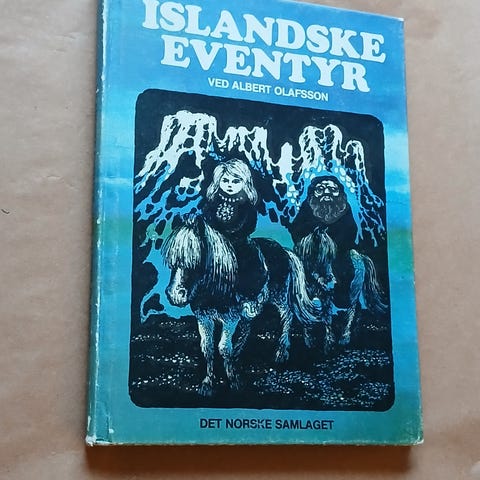 ISLANDSKE
EVENTYR
VED ALBERT OLAFSSON
DET NORSKE SAMLAGET